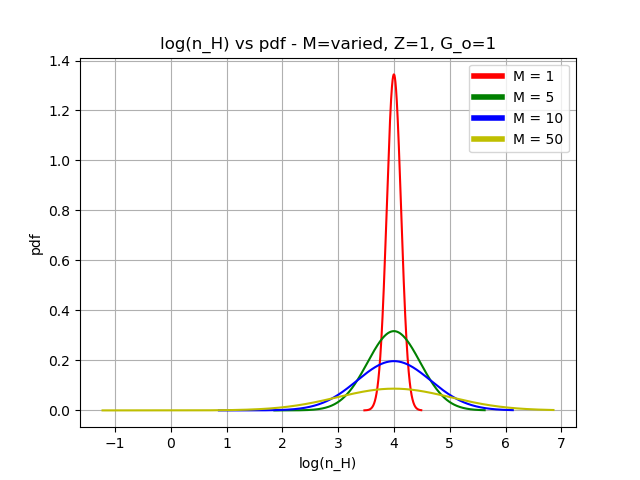 log(n_H) vs pdf - M=varied, Z=1, G_o=1
M = 1
M = 5
M = 10
M = 50
pdf
1.4
1.2
1.0
0.8
0.6
0.4
0.2
0.0
−1 0 1 2 3 4 5 6 7
log(n_H)